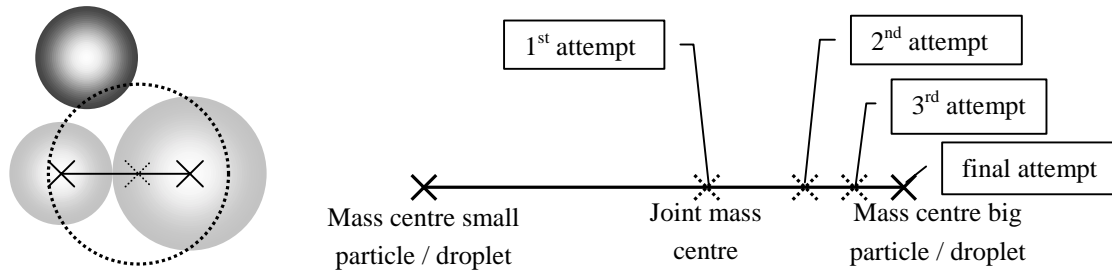 1st attempt
2nd attempt
3rd attempt
final attempt
Mass centre small
particle / droplet
Joint mass
centre
Mass centre big
particle / droplet